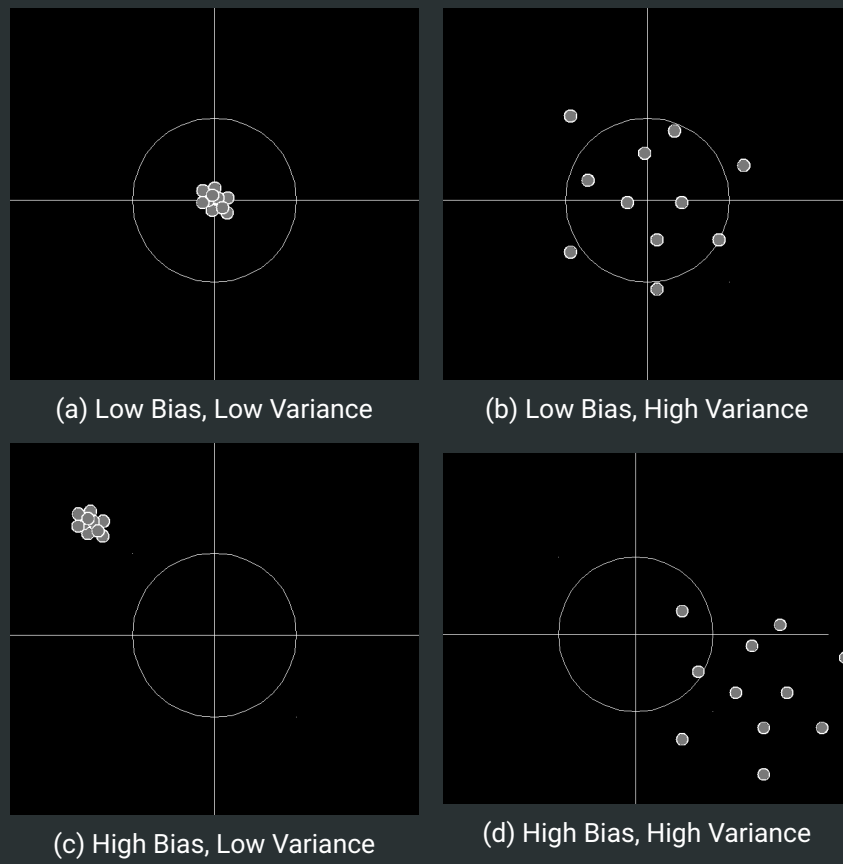 (a) Low Bias, Low Variance
(b) Low Bias, High Variance
(c) High Bias, Low Variance
(d) High Bias, High Variance